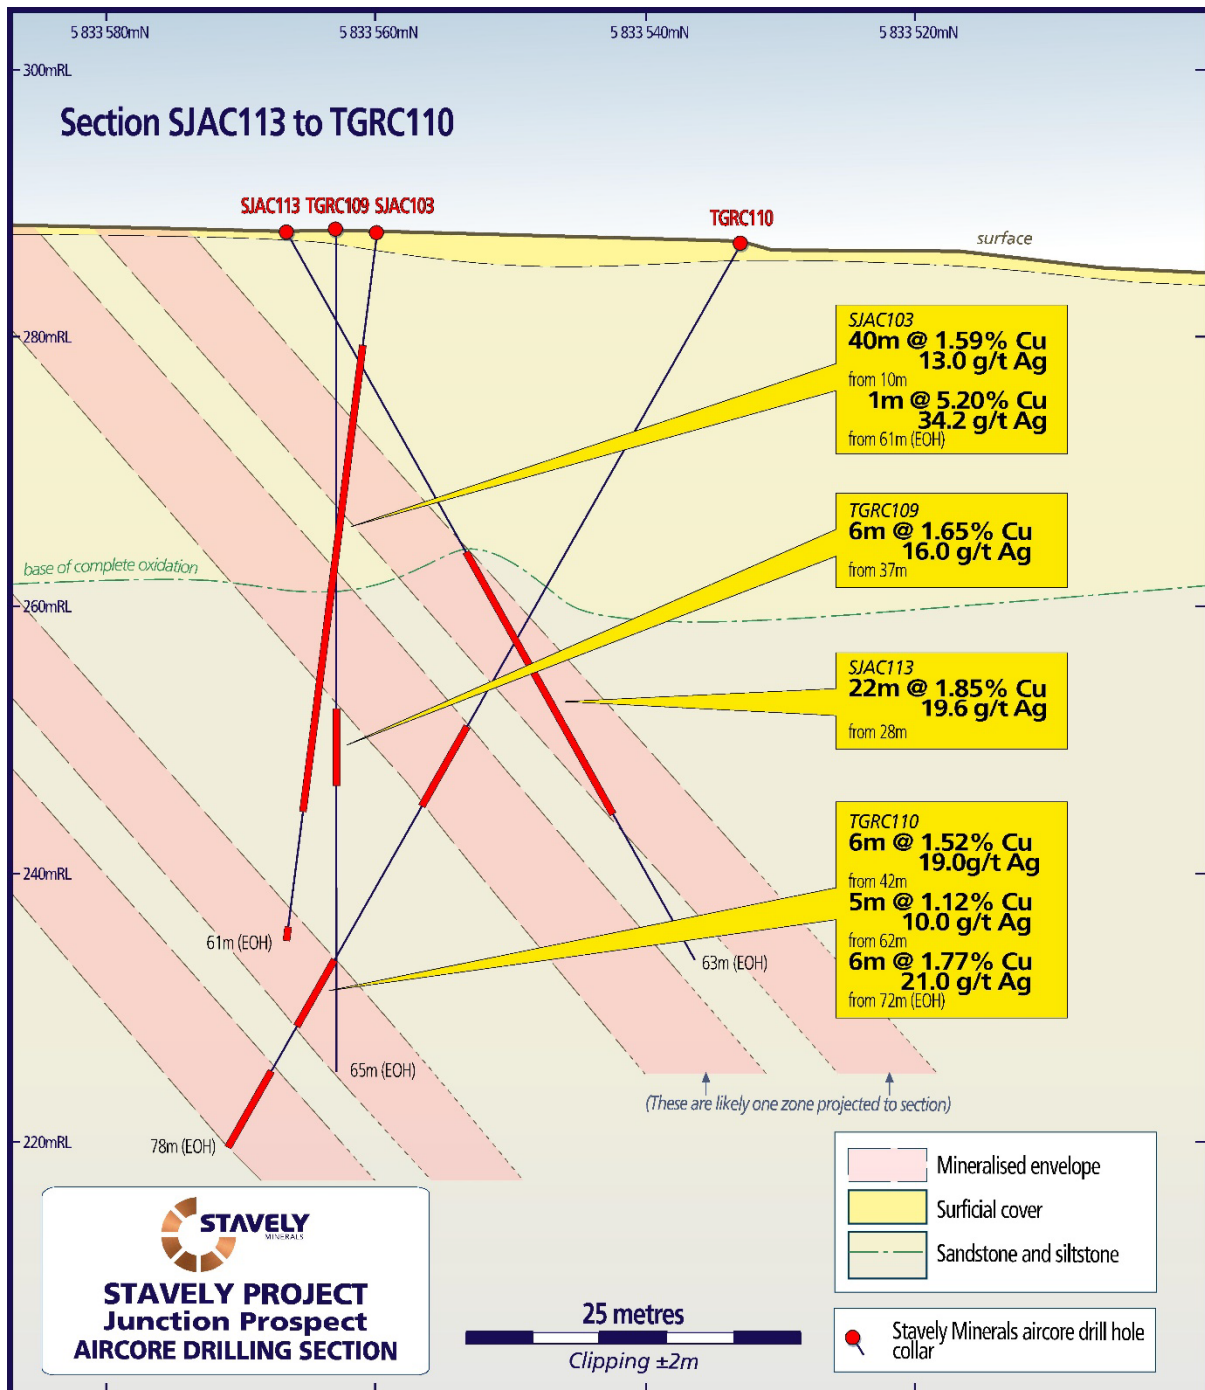 5 833 580mN
5 833 560mN
5 833 540mN
5 833 520mN
300mRL
Section SJAC113 to TGRC110
SJAC113 TGRC109 SJAC103
TGRC110
surface
280mRL
SJAC103
40m @ 1.59% Cu
13.0 g/t Ag
from 10m
1m @ 5.20% Cu
34.2 g/t Ag
from 61m (EOH)
TGRC109
6m @ 1.65% Cu
16.0 g/t Ag
from 37m
base of complete oxidation
260mRL
SJAC113
22m @ 1.85% Cu
19.6 g/t Ag
from 28m
TGRC110
6m @ 1.52% Cu
19.0g/t Ag
from 42m
5m @ 1.12% Cu
10.0 g/t Ag
from 62m
6m @ 1.77% Cu
21.0 g/t Ag
from 72m (EOH)
240mRL
61m (EOH)
63m (EOH)
65m (EOH)
(These are likely one zone projected to section)
220mRL
78m (EOH)
Mineralised envelope
Surficial cover
Sandstone and siltstone
STAVELY
MINERALS
STAVELY PROJECT
Junction Prospect
AIRCORE DRILLING SECTION
25 metres
Clipping ±2m
Stavely Minerals aircore drill hole
collar